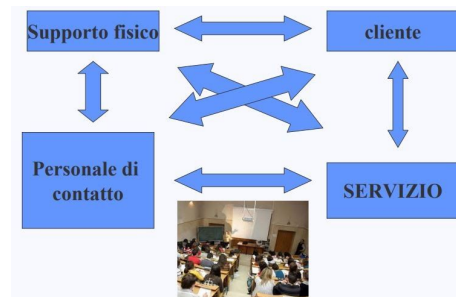 Supporto fisico
cliente
Personale di
contatto
SERVIZIO